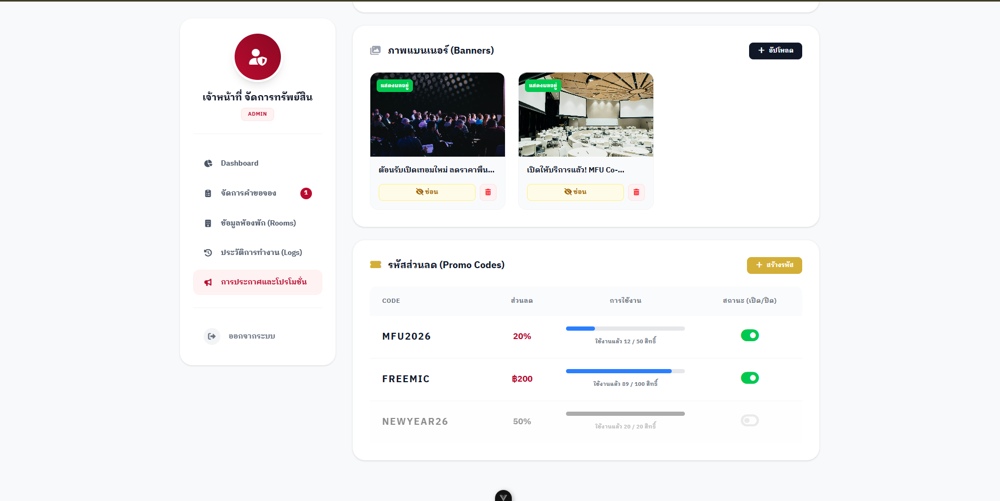 เจ้าหน้าที่ จัดการทรัพย์สิน
ADMIN
Dashboard
จัดการคำขอจอง
1
ข้อมูลห้องพัก (Rooms)
ประวัติการทำงาน (Logs)
การประกาศและโปรโมชั่น
ออกจากระบบ
ภาพแบนเนอร์ (Banners)
อัปโหลด
แสดงผลอยู่
ต้อนรับเปิดเทอมใหม่ ลดราคาพื้น...
ซ่อน
แสดงผลอยู่
เปิดให้บริการแล้ว! MFU Co-...
ซ่อน
รหัสส่วนลด (Promo Codes)
สร้างรหัส
CODE ส่วนลด การใช้งาน สถานะ (เปิด/ปิด)
MFU2026 20%
ใช้งานแล้ว 12 / 50 สิทธิ์
FREEMIC ฿200
ใช้งานแล้ว 89 / 100 สิทธิ์
NEWYEAR26 50%
ใช้งานแล้ว 20 / 20 สิทธิ์